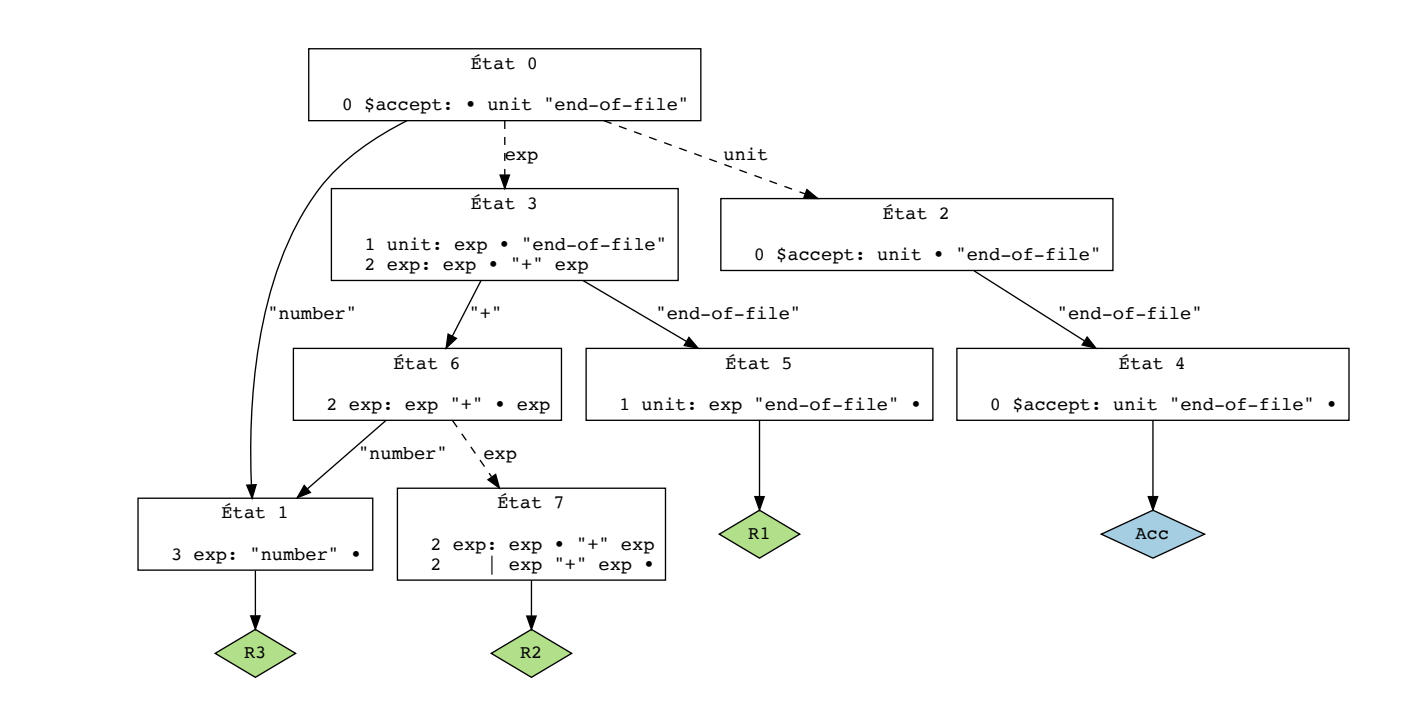 État 0
0 $accept: • unit "end-of-file"
exp
unit
État 3
1 unit: exp • "end-of-file"
2 exp: exp • "+" exp
État 2
0 $accept: unit • "end-of-file"
"number"
"+"
"end-of-file"
"end-of-file"
État 6
2 exp: exp "+" • exp
État 5
1 unit: exp "end-of-file" •
État 4
0 $accept: unit "end-of-file" •
"number"
exp
État 1
3 exp: "number" •
État 7
2 exp: exp • "+" exp
2 | exp "+" exp •
R1
Acc
R3
R2